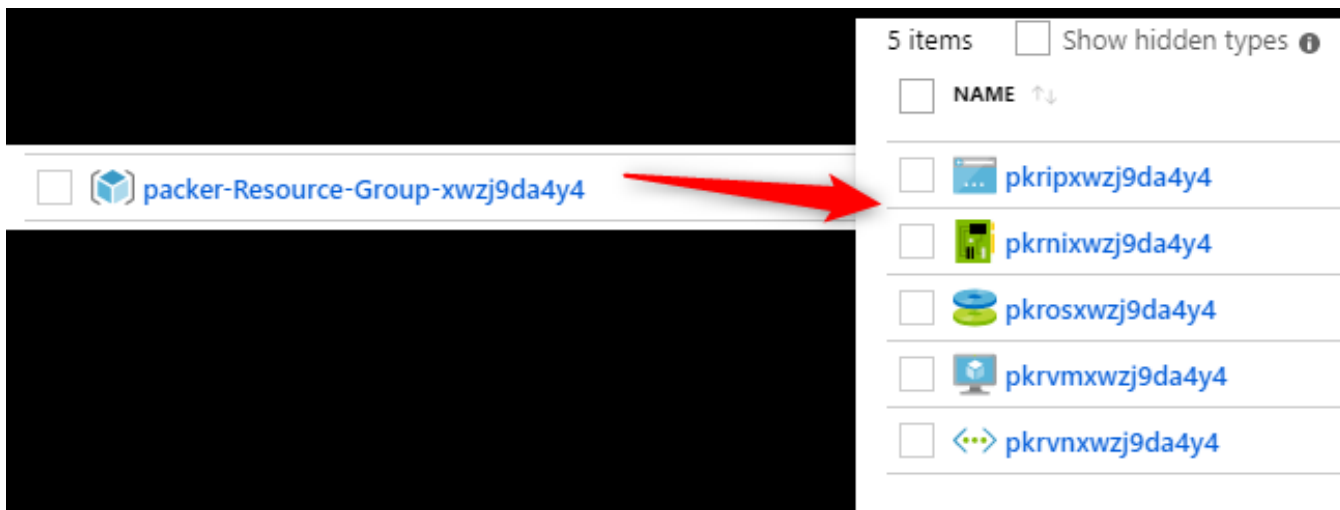 5 items Show hidden types
NAME
packer-Resource-Group-xwzj9da4y4
pkripxwzj9da4y4
pkrnixwzj9da4y4
pkrosxwzj9da4y4
pkrvmxwzj9da4y4
pkrvnxwzj9da4y4